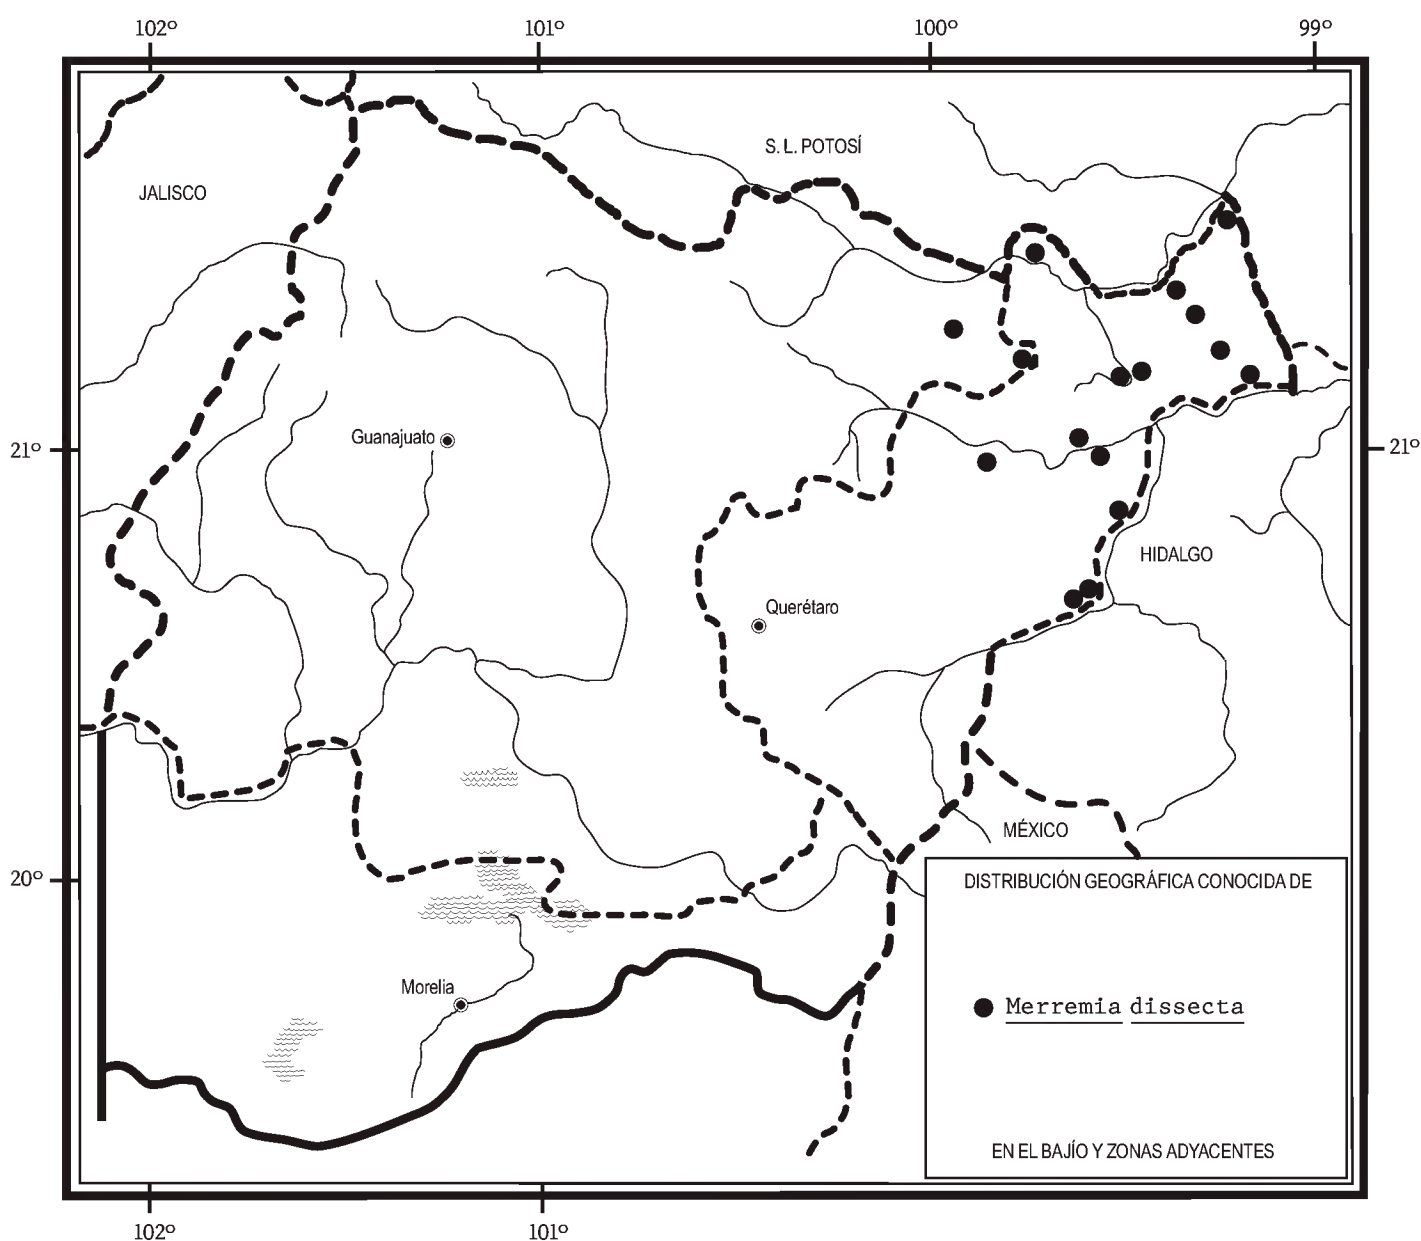 102º 101º 100º 99º
S. L. POTOSÍ
JALISCO
Guanajuato
21º 21º
HIDALGO
Querétaro
MÉXICO
20º
DISTRIBUCIÓN GEOGRÁFICA CONOCIDA DE
Morelia
Merremia dissecta
EN EL BAJÍO Y ZONAS ADYACENTES
102º 101º